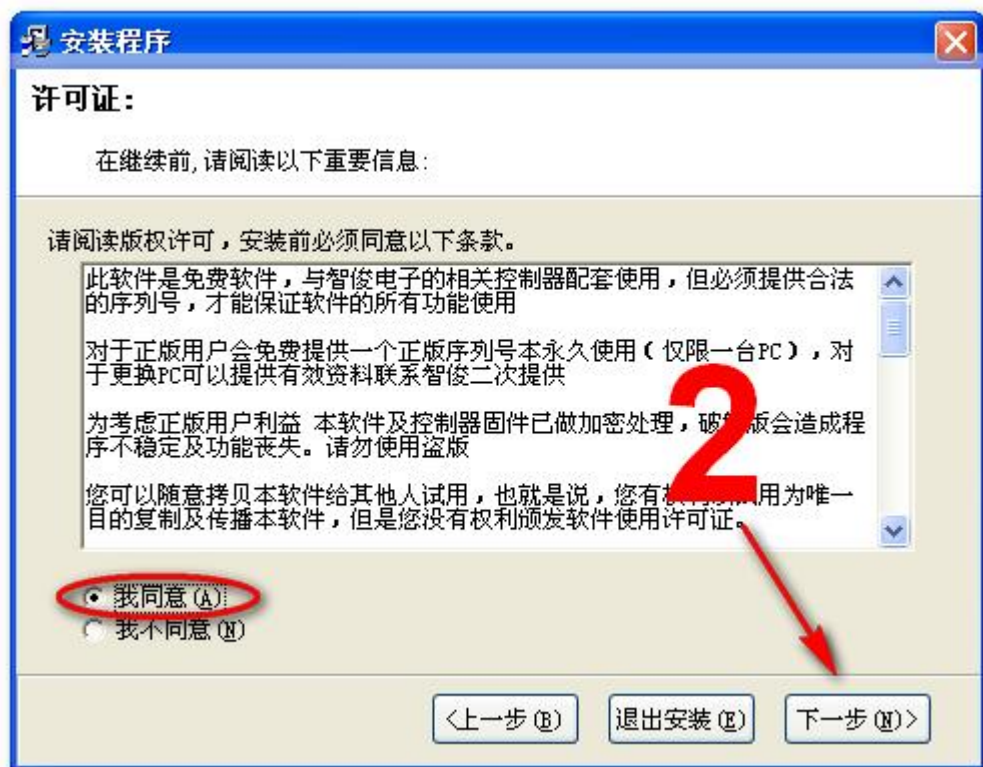 安装程序
许可证:
在继续前,请阅读以下重要信息:
请阅读版权许可，安装前必须同意以下条款。
此软件是免费软件，与智俊电子的相关控制器配套使用，但必须提供合法
的序列号，才能保证软件的所有功能使用
对于正版用户会免费提供一个正版序列号本永久使用(仅限一台PC)，对
于更换PC可以提供有效资料联系智俊二次提供
为考虑正版用户利益 本软件及控制器固件已做加密处理，破版会造成程
序不稳定及功能丧失。请勿使用盗版
您可以随意拷贝本软件给其他人试用，也就是说，您有用为唯一
目的复制及传播本软件，但是您没有权利颁发软件使用许可证。
2
我同意(A)
我不同意(N)
<上一步(B) 退出安装(E) 下一步(N)>